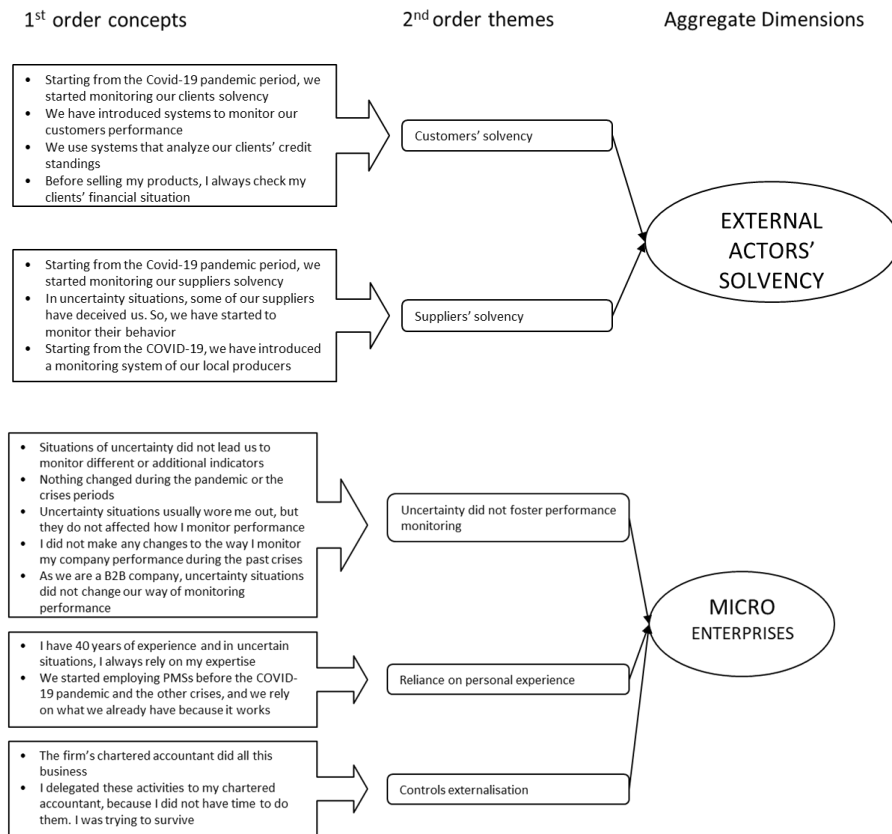 1st order concepts
2nd order themes
Aggregate Dimensions
• Starting from the Covid-19 pandemic period, we
started monitoring our clients solvency
• We have introduced systems to monitor our
customers performance
• We use systems that analyze our clients' credit
standings
• Before selling my products, I always check my
clients' financial situation
Customers' solvency
EXTERNAL
ACTORS'
SOLVENCY
• Starting from the Covid-19 pandemic period, we
started monitoring our suppliers solvency
• In uncertainty situations, some of our suppliers
have deceived us. So, we have started to
monitor their behavior
• Starting from the COVID-19, we have introduced
a monitoring system of our local producers
Suppliers' solvency
• Situations of uncertainty did not lead us to
monitor different or additional indicators
• Nothing changed during the pandemic or the
crises periods
• Uncertainty situations usually wore me out, but
they do not affected how I monitor performance
• I did not make any changes to the way I monitor
my company performance during the past crises
• As we are a B2B company, uncertainty situations
did not change our way of monitoring
performance
Uncertainty did not foster performance
monitoring
MICRO
ENTERPRISES
• I have 40 years of experience and in uncertain
situations, I always rely on my expertise
• We started employing PMSs before the COVID-
19 pandemic and the other crises, and we rely
on what we already have because it works
Reliance on personal experience
• The firm's chartered accountant did all this
business
• I delegated these activities to my chartered
accountant, because I did not have time to do
them. I was trying to survive
Controls externalisation